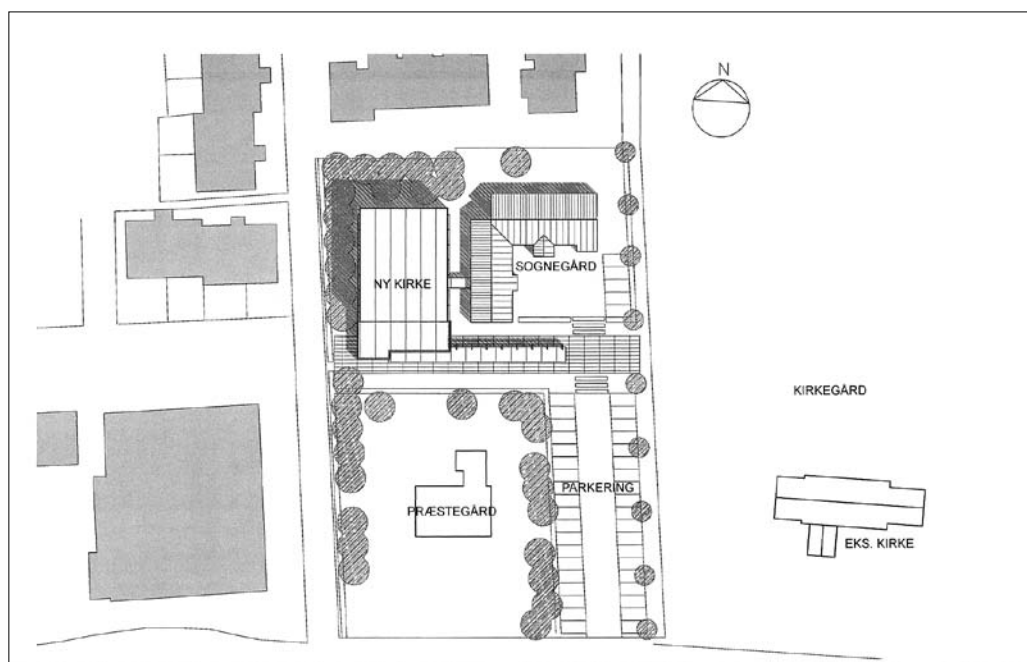 N
SOGNEGÅRD
NY KIRKE
KIRKEGÅRD
PARKERING
PRÆSTEGÅRD
EKS. KIRKE